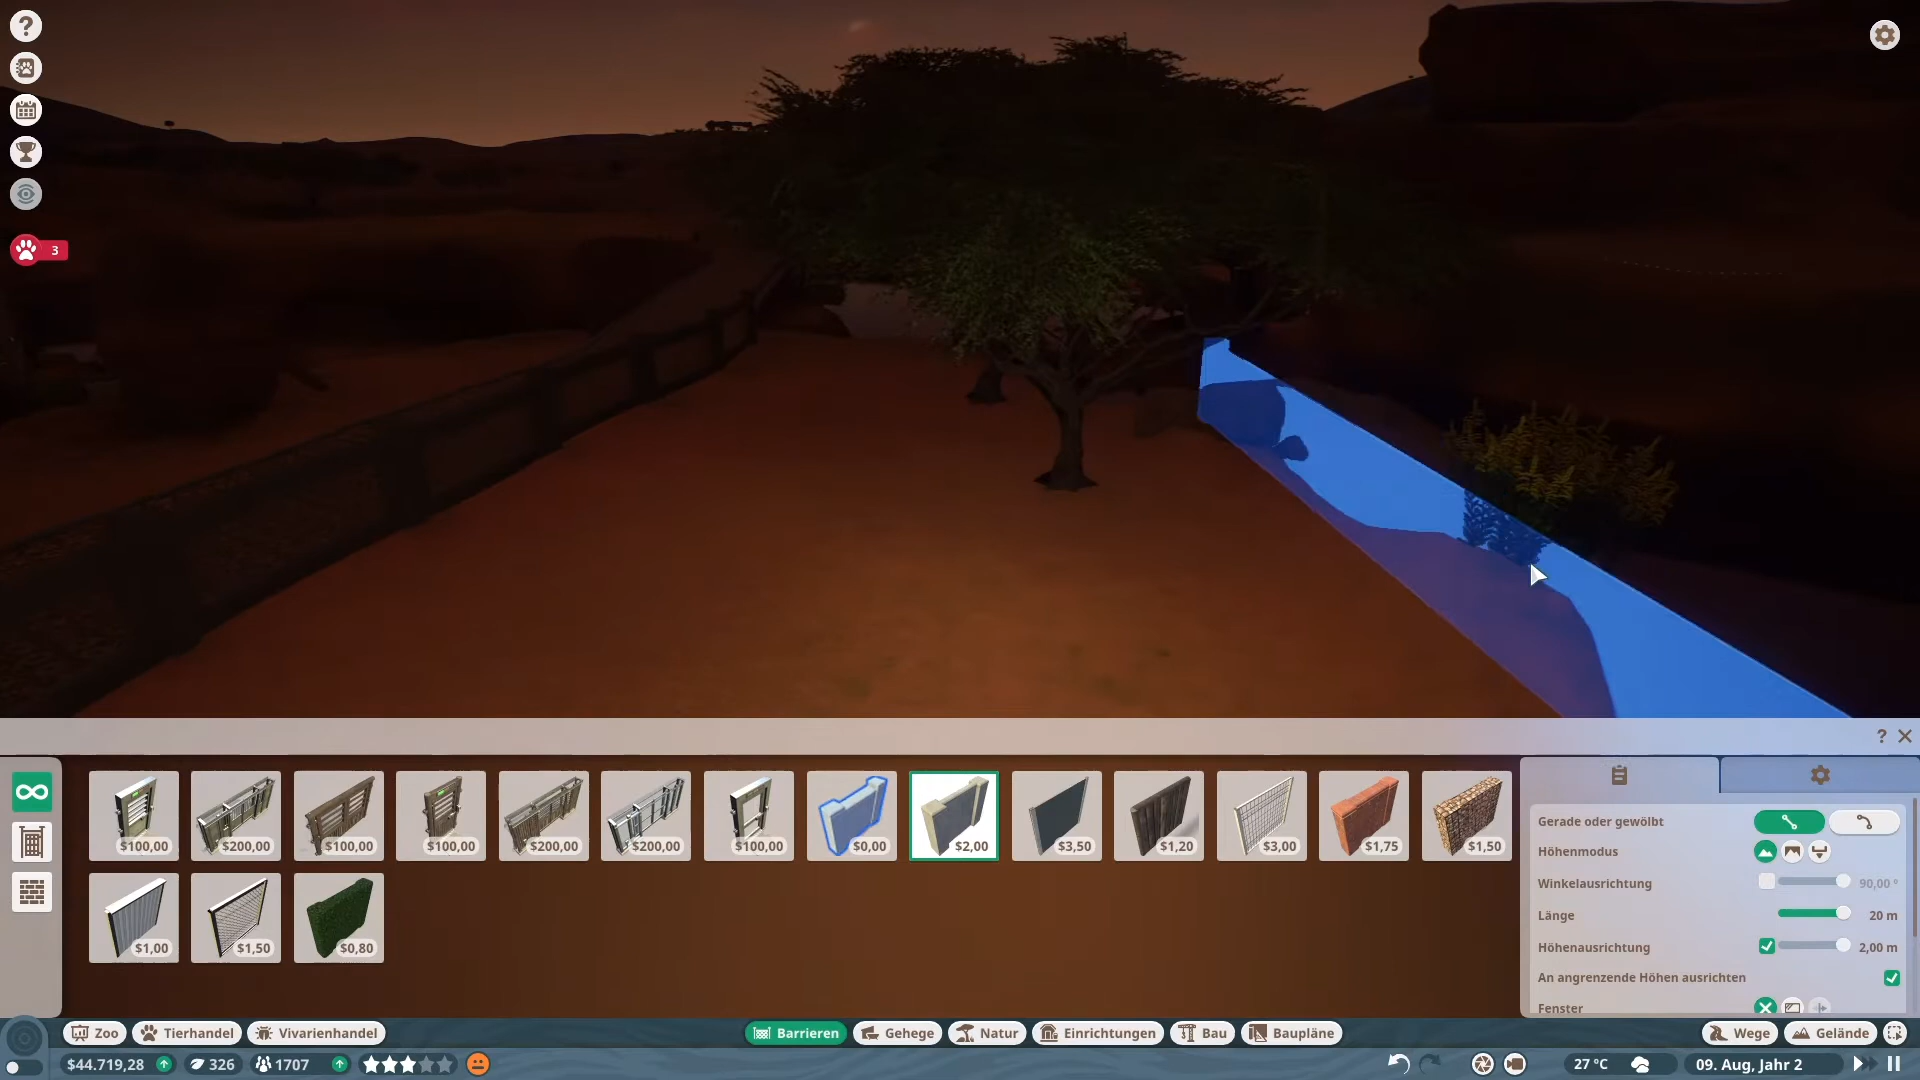 ?
3
?
$100,00
$200,00
$100,00
$100,00
$200,00
$200,00
$100,00
$0,00
$2,00
$3,50
$1,20
$3,00
$1,75
$1,50
$1,00
$1,50
$0,80
Gerade oder gewölbt
Höhenmodus
Winkelausrichtung 90,00 °
Länge 20 m
Höhenausrichtung 2,00 m
An angrenzende Höhen ausrichten
Fenster
Zoo Tierhandel Vivarienhandel Barrieren Gehege Natur Einrichtungen Bau Baupläne Wege Gelände
$44.719,28 326 1707 27 °C 09. Aug, Jahr 2